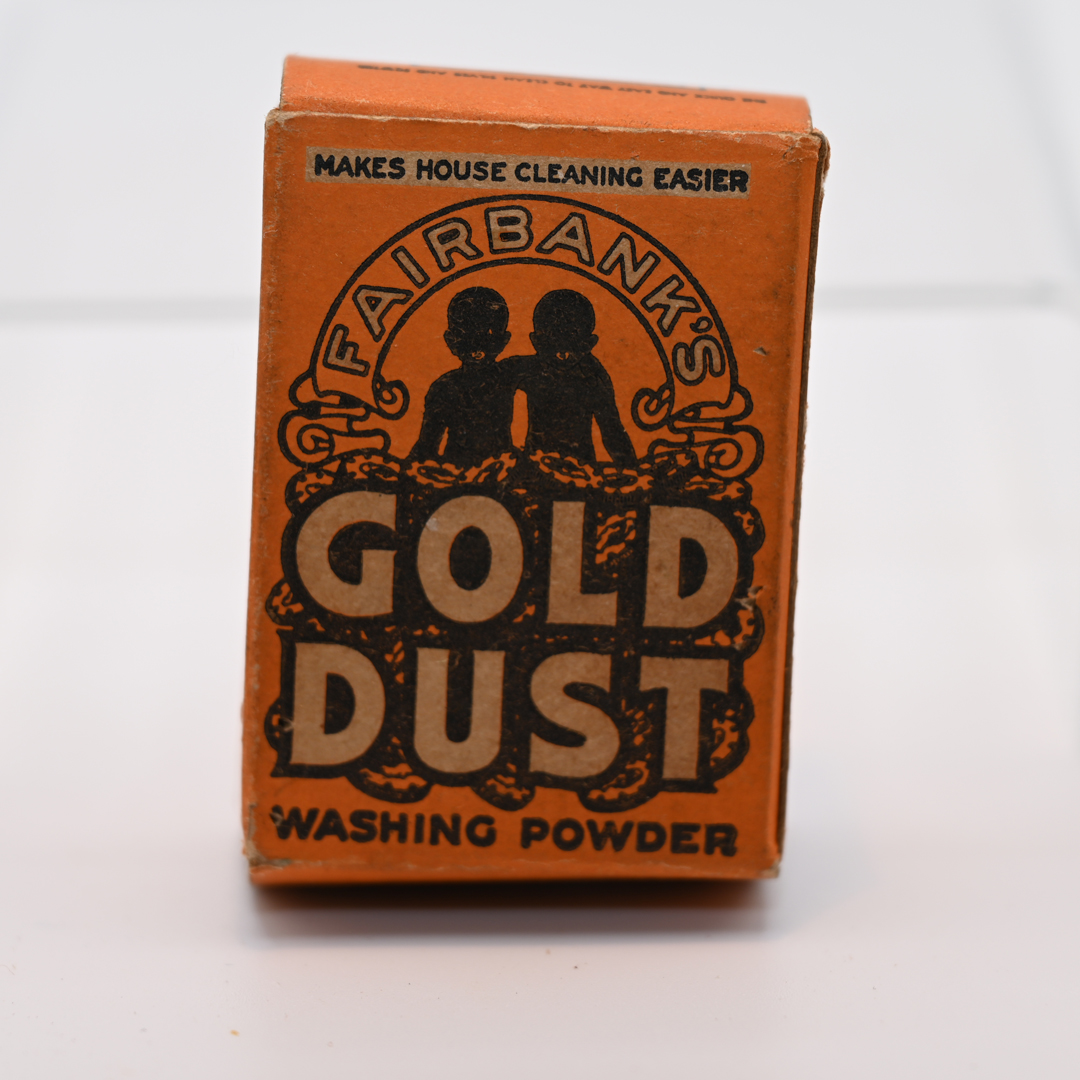 MAKES HOUSE CLEANING EASIER
FAIRBANK'S
GOLD
DUST
WASHING POWDER